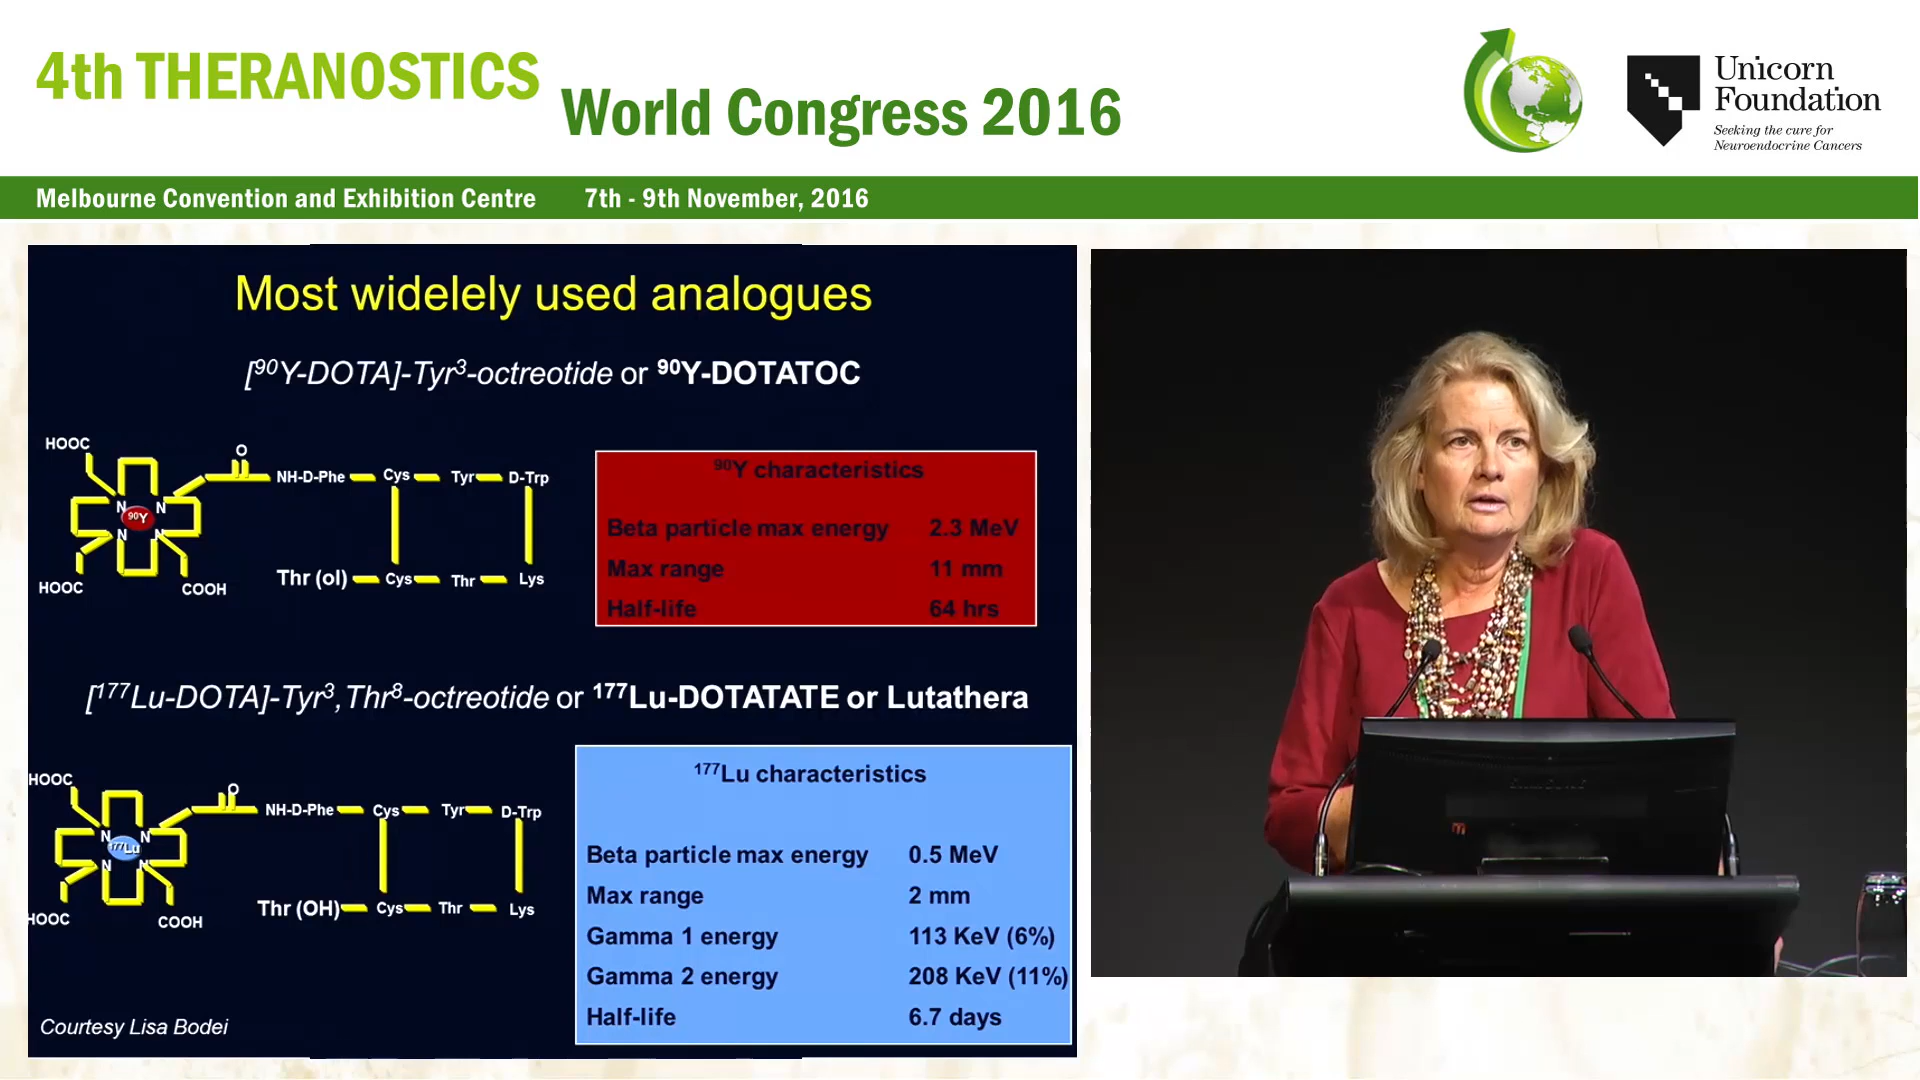 4th THERANOSTICS
World Congress 2016
Unicorn
Foundation
Seeking the cure for
Neuroendocrine Cancers
Melbourne Convention and Exhibition Centre 7th - 9th November, 2016
Most widelely used analogues
[⁹⁰Y-DOTA]-Tyr³-octreotide or ⁹⁰Y-DOTATOC
HOOC
O
NH-D-Phe Cys Tyr D-Trp
N N
⁹⁰Y
N N
Thr (ol) Cys Thr Lys
HOOC COOH
⁹⁰Y characteristics
Beta particle max energy 2.3 MeV
Max range 11 mm
Half-life 64 hrs
[¹⁷⁷Lu-DOTA]-Tyr³,Thr⁸-octreotide or ¹⁷⁷Lu-DOTATATE or Lutathera
HOOC
O
NH-D-Phe Cys Tyr D-Trp
N N
¹⁷⁷Lu
N N
Thr (OH) Cys Thr Lys
HOOC COOH
¹⁷⁷Lu characteristics
Beta particle max energy 0.5 MeV
Max range 2 mm
Gamma 1 energy 113 KeV (6%)
Gamma 2 energy 208 KeV (11%)
Half-life 6.7 days
Courtesy Lisa Bodei